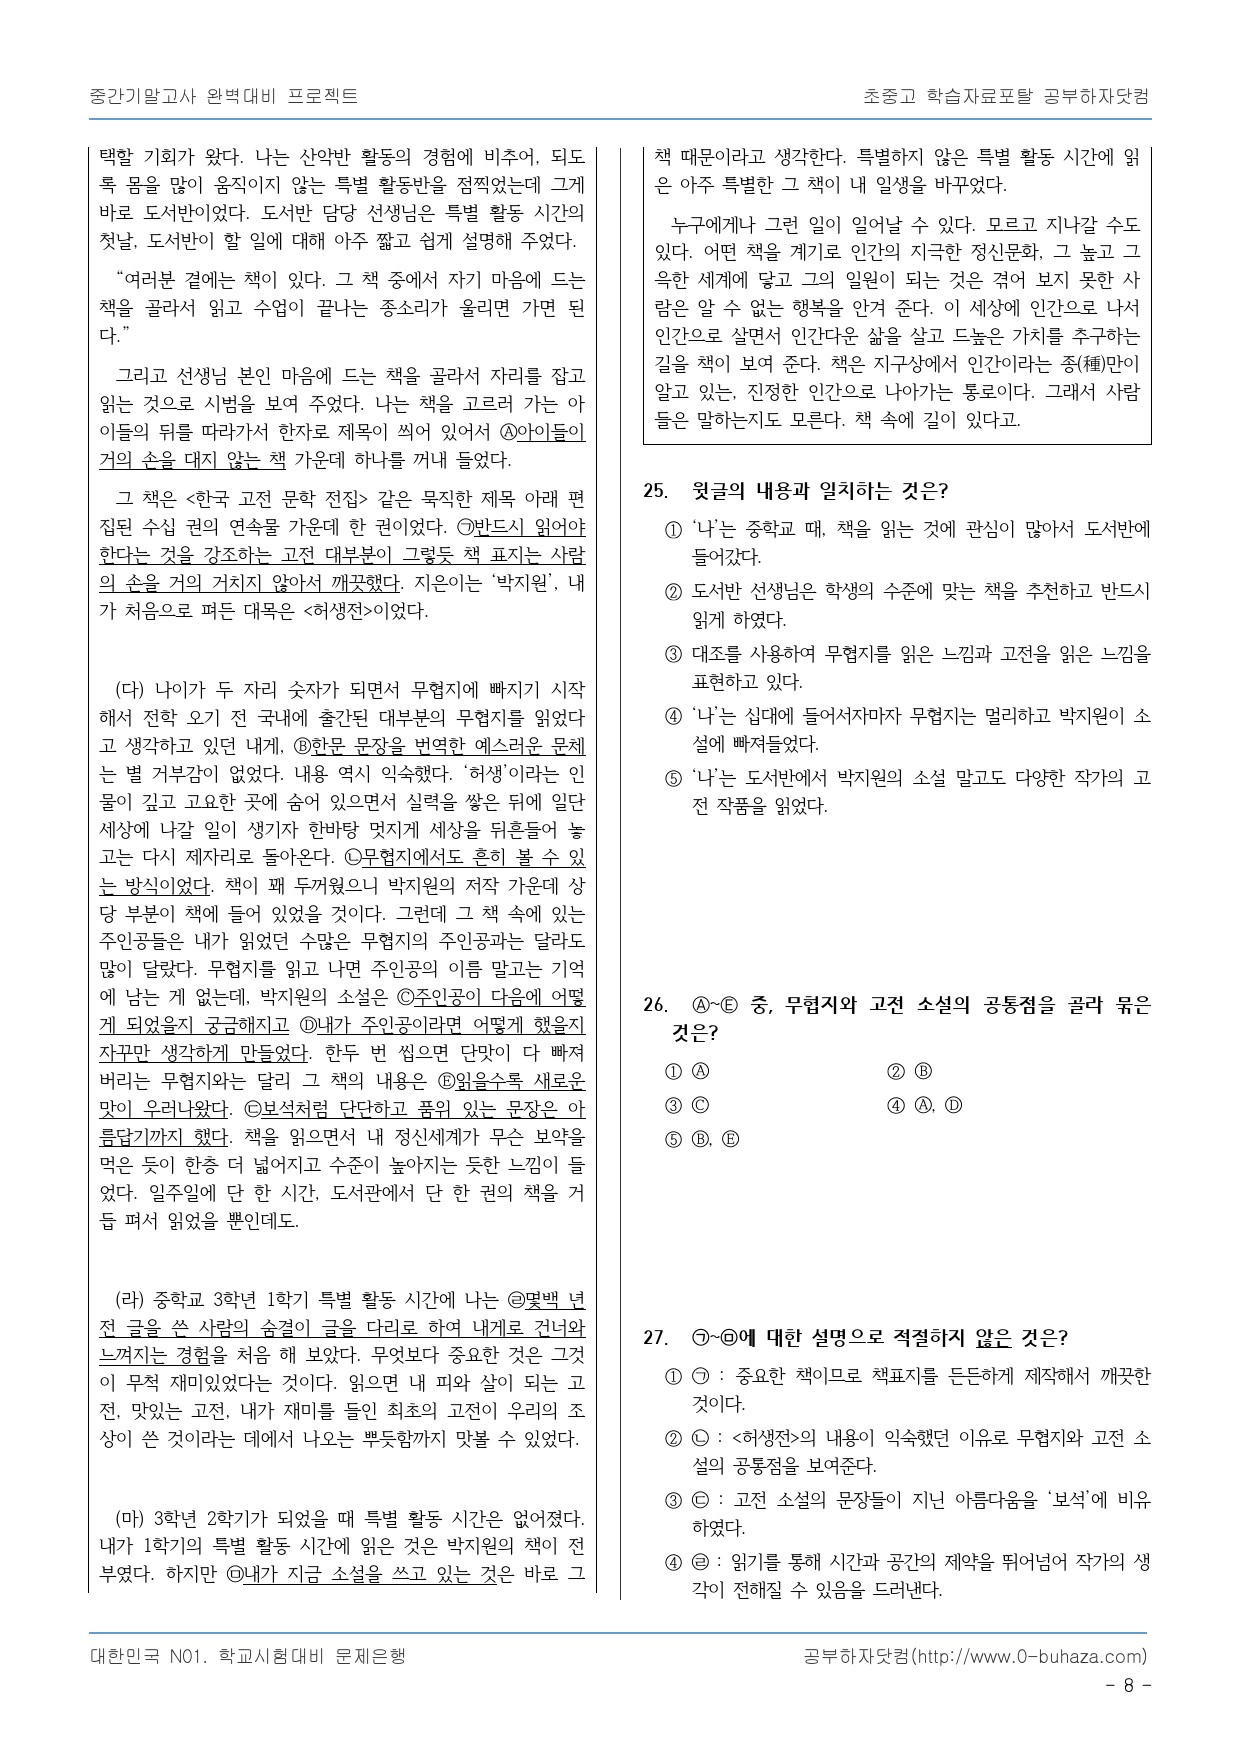 중간기말고사 완벽대비 프로젝트
초중고 학습자료포탈 공부하자닷컴
택할 기회가 왔다. 나는 산악반 활동의 경험에 비추어, 되도
록 몸을 많이 움직이지 않는 특별 활동반을 점찍었는데 그게
바로 도서반이었다. 도서반 담당 선생님은 특별 활동 시간의
첫날, 도서반이 할 일에 대해 아주 짧고 쉽게 설명해 주었다.
“여러분 곁에는 책이 있다. 그 책 중에서 자기 마음에 드는
책을 골라서 읽고 수업이 끝나는 종소리가 울리면 가면 된
다.”
그리고 선생님 본인 마음에 드는 책을 골라서 자리를 잡고
읽는 것으로 시범을 보여 주었다. 나는 책을 고르러 가는 아
이들의 뒤를 따라가서 한자로 제목이 씌어 있어서 Ⓐ아이들이
거의 손을 대지 않는 책 가운데 하나를 꺼내 들었다.
그 책은 <한국 고전 문학 전집> 같은 묵직한 제목 아래 편
집된 수십 권의 연속물 가운데 한 권이었다. ㉠반드시 읽어야
한다는 것을 강조하는 고전 대부분이 그렇듯 책 표지는 사람
의 손을 거의 거치지 않아서 깨끗했다. 지은이는 ‘박지원’, 내
가 처음으로 펴든 대목은 <허생전>이었다.
(다) 나이가 두 자리 숫자가 되면서 무협지에 빠지기 시작
해서 전학 오기 전 국내에 출간된 대부분의 무협지를 읽었다
고 생각하고 있던 내게, Ⓑ한문 문장을 번역한 예스러운 문체
는 별 거부감이 없었다. 내용 역시 익숙했다. ‘허생’이라는 인
물이 깊고 고요한 곳에 숨어 있으면서 실력을 쌓은 뒤에 일단
세상에 나갈 일이 생기자 한바탕 멋지게 세상을 뒤흔들어 놓
고는 다시 제자리로 돌아온다. ㉡무협지에서도 흔히 볼 수 있
는 방식이었다. 책이 꽤 두꺼웠으니 박지원의 저작 가운데 상
당 부분이 책에 들어 있었을 것이다. 그런데 그 책 속에 있는
주인공들은 내가 읽었던 수많은 무협지의 주인공과는 달라도
많이 달랐다. 무협지를 읽고 나면 주인공의 이름 말고는 기억
에 남는 게 없는데, 박지원의 소설은 Ⓒ주인공이 다음에 어떻
게 되었을지 궁금해지고 Ⓓ내가 주인공이라면 어떻게 했을지
자꾸만 생각하게 만들었다. 한두 번 씹으면 단맛이 다 빠져
버리는 무협지와는 달리 그 책의 내용은 Ⓔ읽을수록 새로운
맛이 우러나왔다. ㉢보석처럼 단단하고 품위 있는 문장은 아
름답기까지 했다. 책을 읽으면서 내 정신세계가 무슨 보약을
먹은 듯이 한층 더 넓어지고 수준이 높아지는 듯한 느낌이 들
었다. 일주일에 단 한 시간, 도서관에서 단 한 권의 책을 거
듭 펴서 읽었을 뿐인데도.
(라) 중학교 3학년 1학기 특별 활동 시간에 나는 ㉣몇백 년
전 글을 쓴 사람의 숨결이 글을 다리로 하여 내게로 건너와
느껴지는 경험을 처음 해 보았다. 무엇보다 중요한 것은 그것
이 무척 재미있었다는 것이다. 읽으면 내 피와 살이 되는 고
전, 맛있는 고전, 내가 재미를 들인 최초의 고전이 우리의 조
상이 쓴 것이라는 데에서 나오는 뿌듯함까지 맛볼 수 있었다.
(마) 3학년 2학기가 되었을 때 특별 활동 시간은 없어졌다.
내가 1학기의 특별 활동 시간에 읽은 것은 박지원의 책이 전
부였다. 하지만 ㉤내가 지금 소설을 쓰고 있는 것은 바로 그
책 때문이라고 생각한다. 특별하지 않은 특별 활동 시간에 읽
은 아주 특별한 그 책이 내 일생을 바꾸었다.
누구에게나 그런 일이 일어날 수 있다. 모르고 지나갈 수도
있다. 어떤 책을 계기로 인간의 지극한 정신문화, 그 높고 그
윽한 세계에 닿고 그의 일원이 되는 것은 겪어 보지 못한 사
람은 알 수 없는 행복을 안겨 준다. 이 세상에 인간으로 나서
인간으로 살면서 인간다운 삶을 살고 드높은 가치를 추구하는
길을 책이 보여 준다. 책은 지구상에서 인간이라는 종(種)만이
알고 있는, 진정한 인간으로 나아가는 통로이다. 그래서 사람
들은 말하는지도 모른다. 책 속에 길이 있다고.
25. 윗글의 내용과 일치하는 것은?
① ‘나’는 중학교 때, 책을 읽는 것에 관심이 많아서 도서반에
들어갔다.
② 도서반 선생님은 학생의 수준에 맞는 책을 추천하고 반드시
읽게 하였다.
③ 대조를 사용하여 무협지를 읽은 느낌과 고전을 읽은 느낌을
표현하고 있다.
④ ‘나’는 십대에 들어서자마자 무협지는 멀리하고 박지원이 소
설에 빠져들었다.
⑤ ‘나’는 도서반에서 박지원의 소설 말고도 다양한 작가의 고
전 작품을 읽었다.
26. Ⓐ~Ⓔ 중, 무협지와 고전 소설의 공통점을 골라 묶은
것은?
① Ⓐ ② Ⓑ
③ Ⓒ ④ Ⓐ, Ⓓ
⑤ Ⓑ, Ⓔ
27. ㉠~㉤에 대한 설명으로 적절하지 않은 것은?
① ㉠ : 중요한 책이므로 책표지를 든든하게 제작해서 깨끗한
것이다.
② ㉡ : <허생전>의 내용이 익숙했던 이유로 무협지와 고전 소
설의 공통점을 보여준다.
③ ㉢ : 고전 소설의 문장들이 지닌 아름다움을 ‘보석’에 비유
하였다.
④ ㉣ : 읽기를 통해 시간과 공간의 제약을 뛰어넘어 작가의 생
각이 전해질 수 있음을 드러낸다.
대한민국 N01. 학교시험대비 문제은행
공부하자닷컴(http://www.0-buhaza.com)
- 8 -